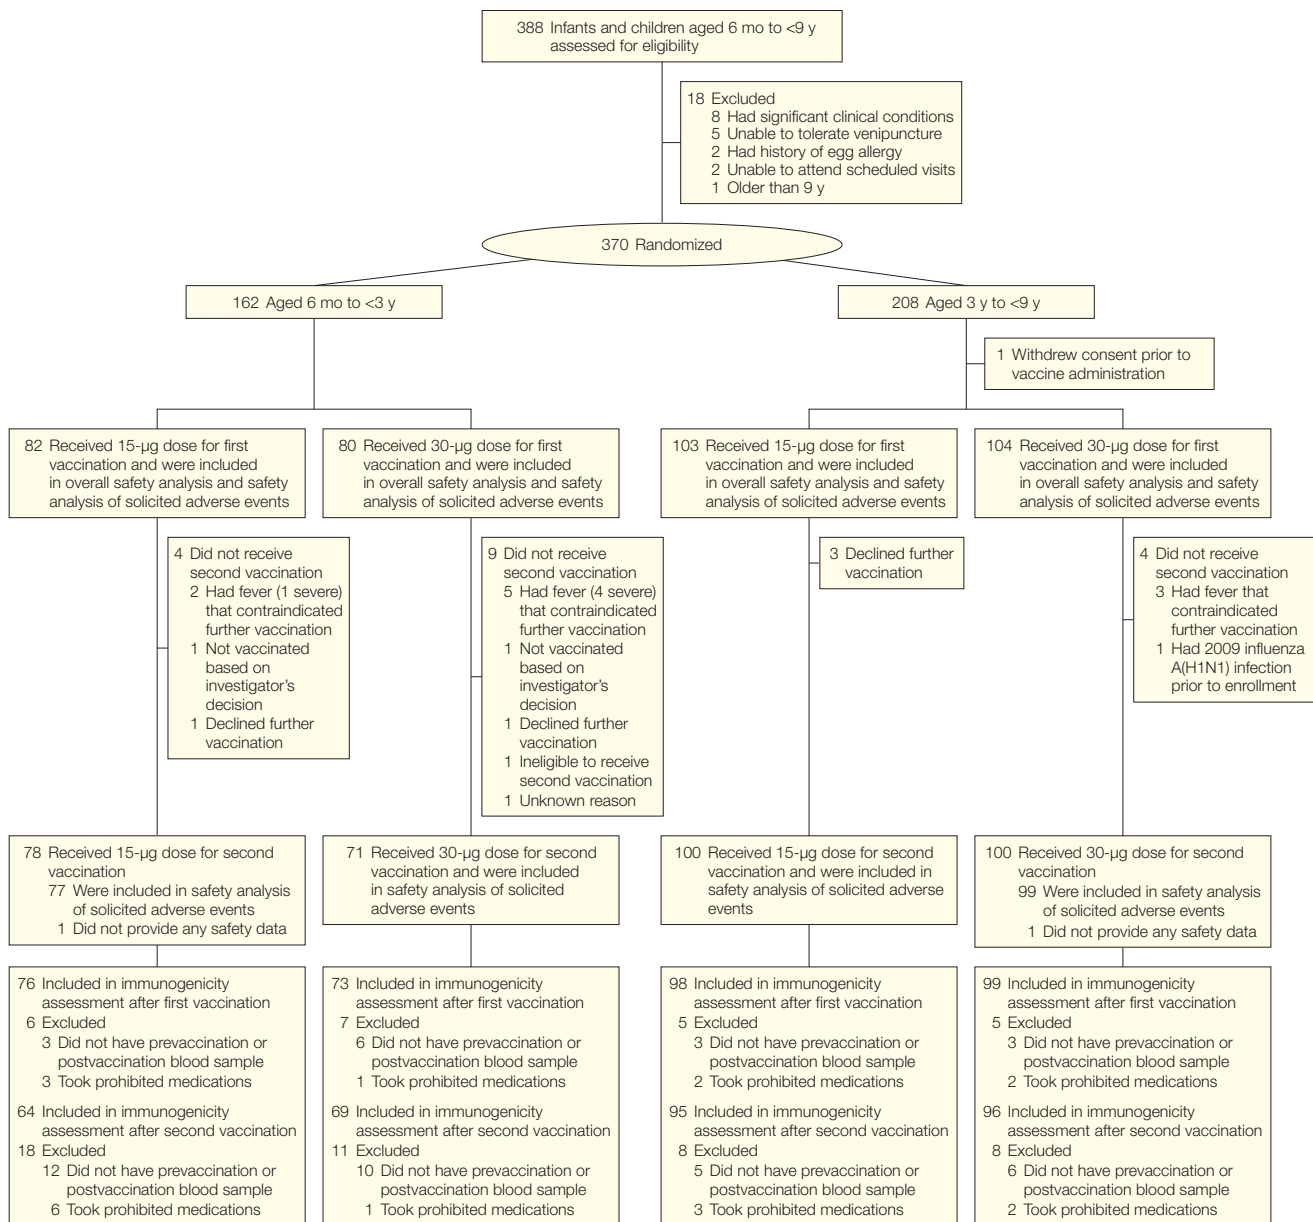 388 Infants and children aged 6 mo to <9 y
assessed for eligibility
18 Excluded
8 Had significant clinical conditions
5 Unable to tolerate venipuncture
2 Had history of egg allergy
2 Unable to attend scheduled visits
1 Older than 9 y
370 Randomized
162 Aged 6 mo to <3 y
208 Aged 3 y to <9 y
1 Withdrew consent prior to
vaccine administration
82 Received 15-µg dose for first
vaccination and were included
in overall safety analysis and safety
analysis of solicited adverse events
80 Received 30-µg dose for first
vaccination and were included
in overall safety analysis and safety
analysis of solicited adverse events
103 Received 15-µg dose for first
vaccination and were included
in overall safety analysis and safety
analysis of solicited adverse events
104 Received 30-µg dose for first
vaccination and were included
in overall safety analysis and safety
analysis of solicited adverse events
4 Did not receive
second vaccination
2 Had fever (1 severe)
that contraindicated
further vaccination
1 Not vaccinated
based on
investigator's
decision
1 Declined further
vaccination
9 Did not receive
second vaccination
5 Had fever (4 severe)
that contraindicated
further vaccination
1 Not vaccinated
based on
investigator's
decision
1 Declined further
vaccination
1 Ineligible to receive
second vaccination
1 Unknown reason
3 Declined further
vaccination
4 Did not receive
second vaccination
3 Had fever that
contraindicated
further vaccination
1 Had 2009 influenza
A(H1N1) infection
prior to enrollment
78 Received 15-µg dose for second
vaccination
77 Were included in safety analysis
of solicited adverse events
1 Did not provide any safety data
71 Received 30-µg dose for second
vaccination and were included
in safety analysis of solicited
adverse events
100 Received 15-µg dose for second
vaccination and were included in
safety analysis of solicited adverse
events
100 Received 30-µg dose for second
vaccination
99 Were included in safety analysis
of solicited adverse events
1 Did not provide any safety data
76 Included in immunogenicity
assessment after first vaccination
6 Excluded
3 Did not have prevaccination or
postvaccination blood sample
3 Took prohibited medications
64 Included in immunogenicity
assessment after second vaccination
18 Excluded
12 Did not have prevaccination or
postvaccination blood sample
6 Took prohibited medications
73 Included in immunogenicity
assessment after first vaccination
7 Excluded
6 Did not have prevaccination or
postvaccination blood sample
1 Took prohibited medications
69 Included in immunogenicity
assessment after second vaccination
11 Excluded
10 Did not have prevaccination or
postvaccination blood sample
1 Took prohibited medications
98 Included in immunogenicity
assessment after first vaccination
5 Excluded
3 Did not have prevaccination or
postvaccination blood sample
2 Took prohibited medications
95 Included in immunogenicity
assessment after second vaccination
8 Excluded
5 Did not have prevaccination or
postvaccination blood sample
3 Took prohibited medications
99 Included in immunogenicity
assessment after first vaccination
5 Excluded
3 Did not have prevaccination or
postvaccination blood sample
2 Took prohibited medications
96 Included in immunogenicity
assessment after second vaccination
8 Excluded
6 Did not have prevaccination or
postvaccination blood sample
2 Took prohibited medications